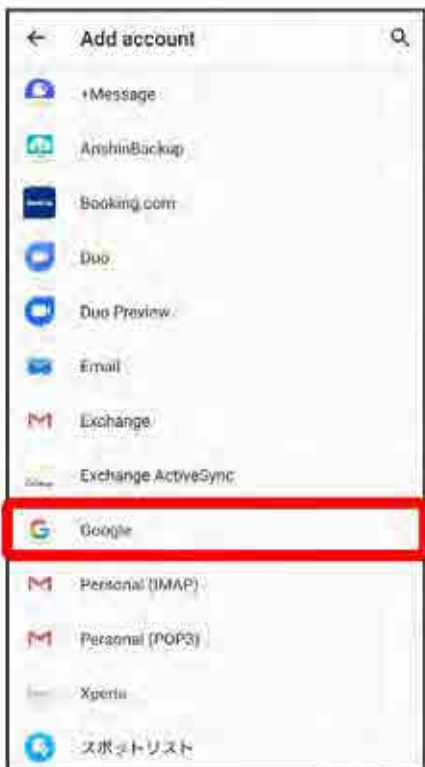 Add account
+Message
AnshinBackup
Booking.com
Duo
Duo Preview
Email
Exchange
Exchange ActiveSync
Google
Personal (IMAP)
Personal (POP3)
Xperia
スポットリスト